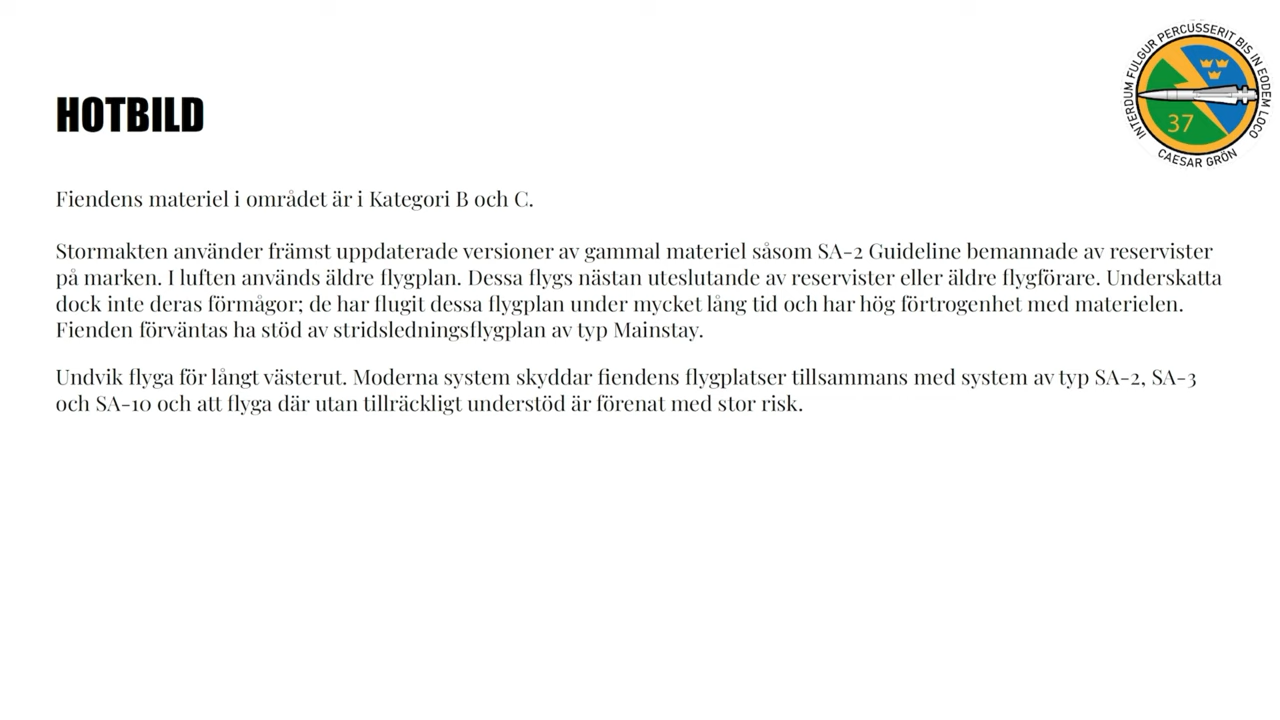 INTERDUM FULGUR PERCUSSERIT BIS IN EODEM LOCO
37
CAESAR GRÖN
HOTBILD
Fiendens materiel i området är i Kategori B och C.
Stormakten använder främst uppdaterade versioner av gammal materiel såsom SA-2 Guideline bemannade av reservister
på marken. I luften används äldre flygplan. Dessa flygs nästan uteslutande av reservister eller äldre flygförare. Underskatta
dock inte deras förmågor; de har flugit dessa flygplan under mycket lång tid och har hög förtrogenhet med materielen.
Fienden förväntas ha stöd av stridsledningsflygplan av typ Mainstay.
Undvik flyga för långt västerut. Moderna system skyddar fiendens flygplatser tillsammans med system av typ SA-2, SA-3
och SA-10 och att flyga där utan tillräckligt understöd är förenat med stor risk.